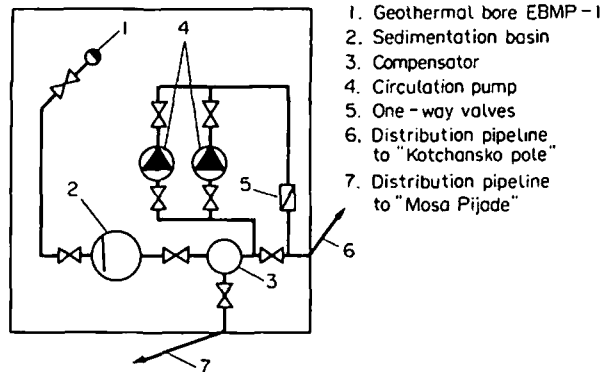 1. Geothermal bore EBMP-1
2. Sedimentation basin
3. Compensator
4. Circulation pump
5. One-way valves
6. Distribution pipeline
to "Kotchansko pole"
7. Distribution pipeline
to "Mosa Pijade"
1
4
2
5
3
6
7